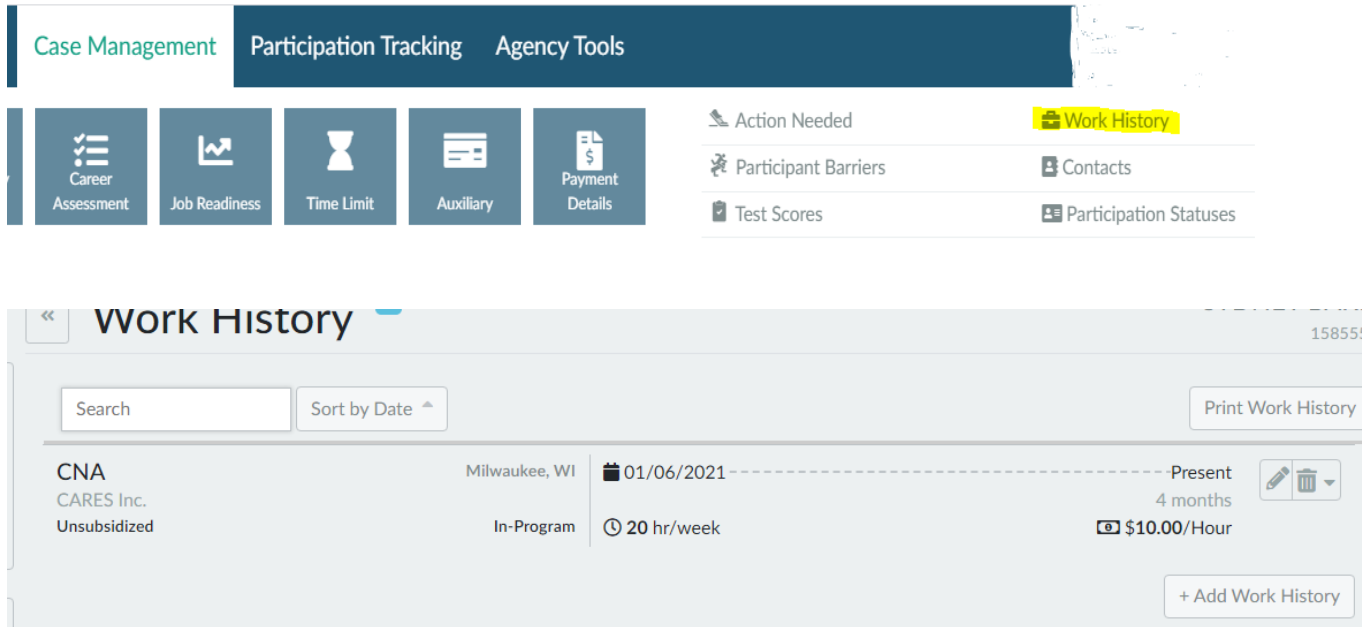 Case Management Participation Tracking Agency Tools
Action Needed Work History
Career
Assessment Job Readiness Time Limit Auxiliary Payment
Details
Participant Barriers Contacts
Test Scores Participation Statuses
« Work History
158555
Search Sort by Date Print Work History
CNA Milwaukee, WI 01/06/2021 Present
CARES Inc. 4 months
Unsubsidized In-Program 20 hr/week $10.00/Hour
+ Add Work History